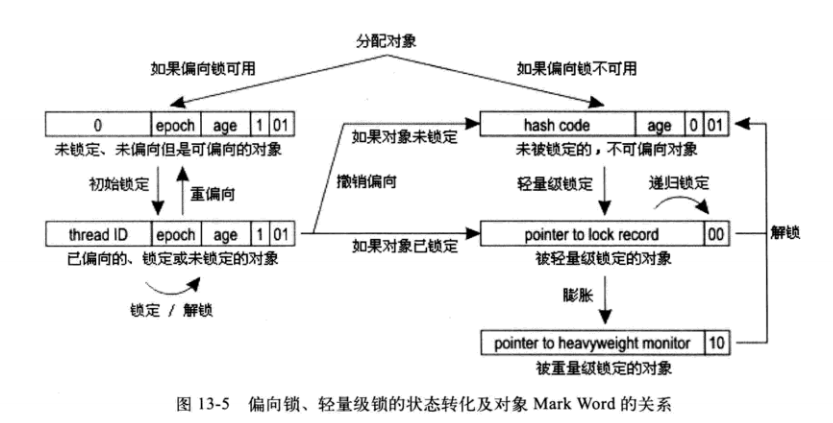 分配对象
如果偏向锁可用
如果偏向锁不可用
0 epoch age 1 01
hash code age 0 01
未锁定、未偏向但是可偏向的对象
如果对象未锁定
未被锁定的，不可偏向对象
初始锁定
重偏向
撤销偏向
轻量级锁定
递归锁定
thread ID epoch age 1 01
如果对象已锁定
pointer to lock record 00
解锁
已偏向的、锁定或未锁定的对象
被轻量级锁定的对象
锁定 / 解锁
膨胀
pointer to heavyweight monitor 10
被重量级锁定的对象
图 13-5 偏向锁、轻量级锁的状态转化及对象 Mark Word 的关系